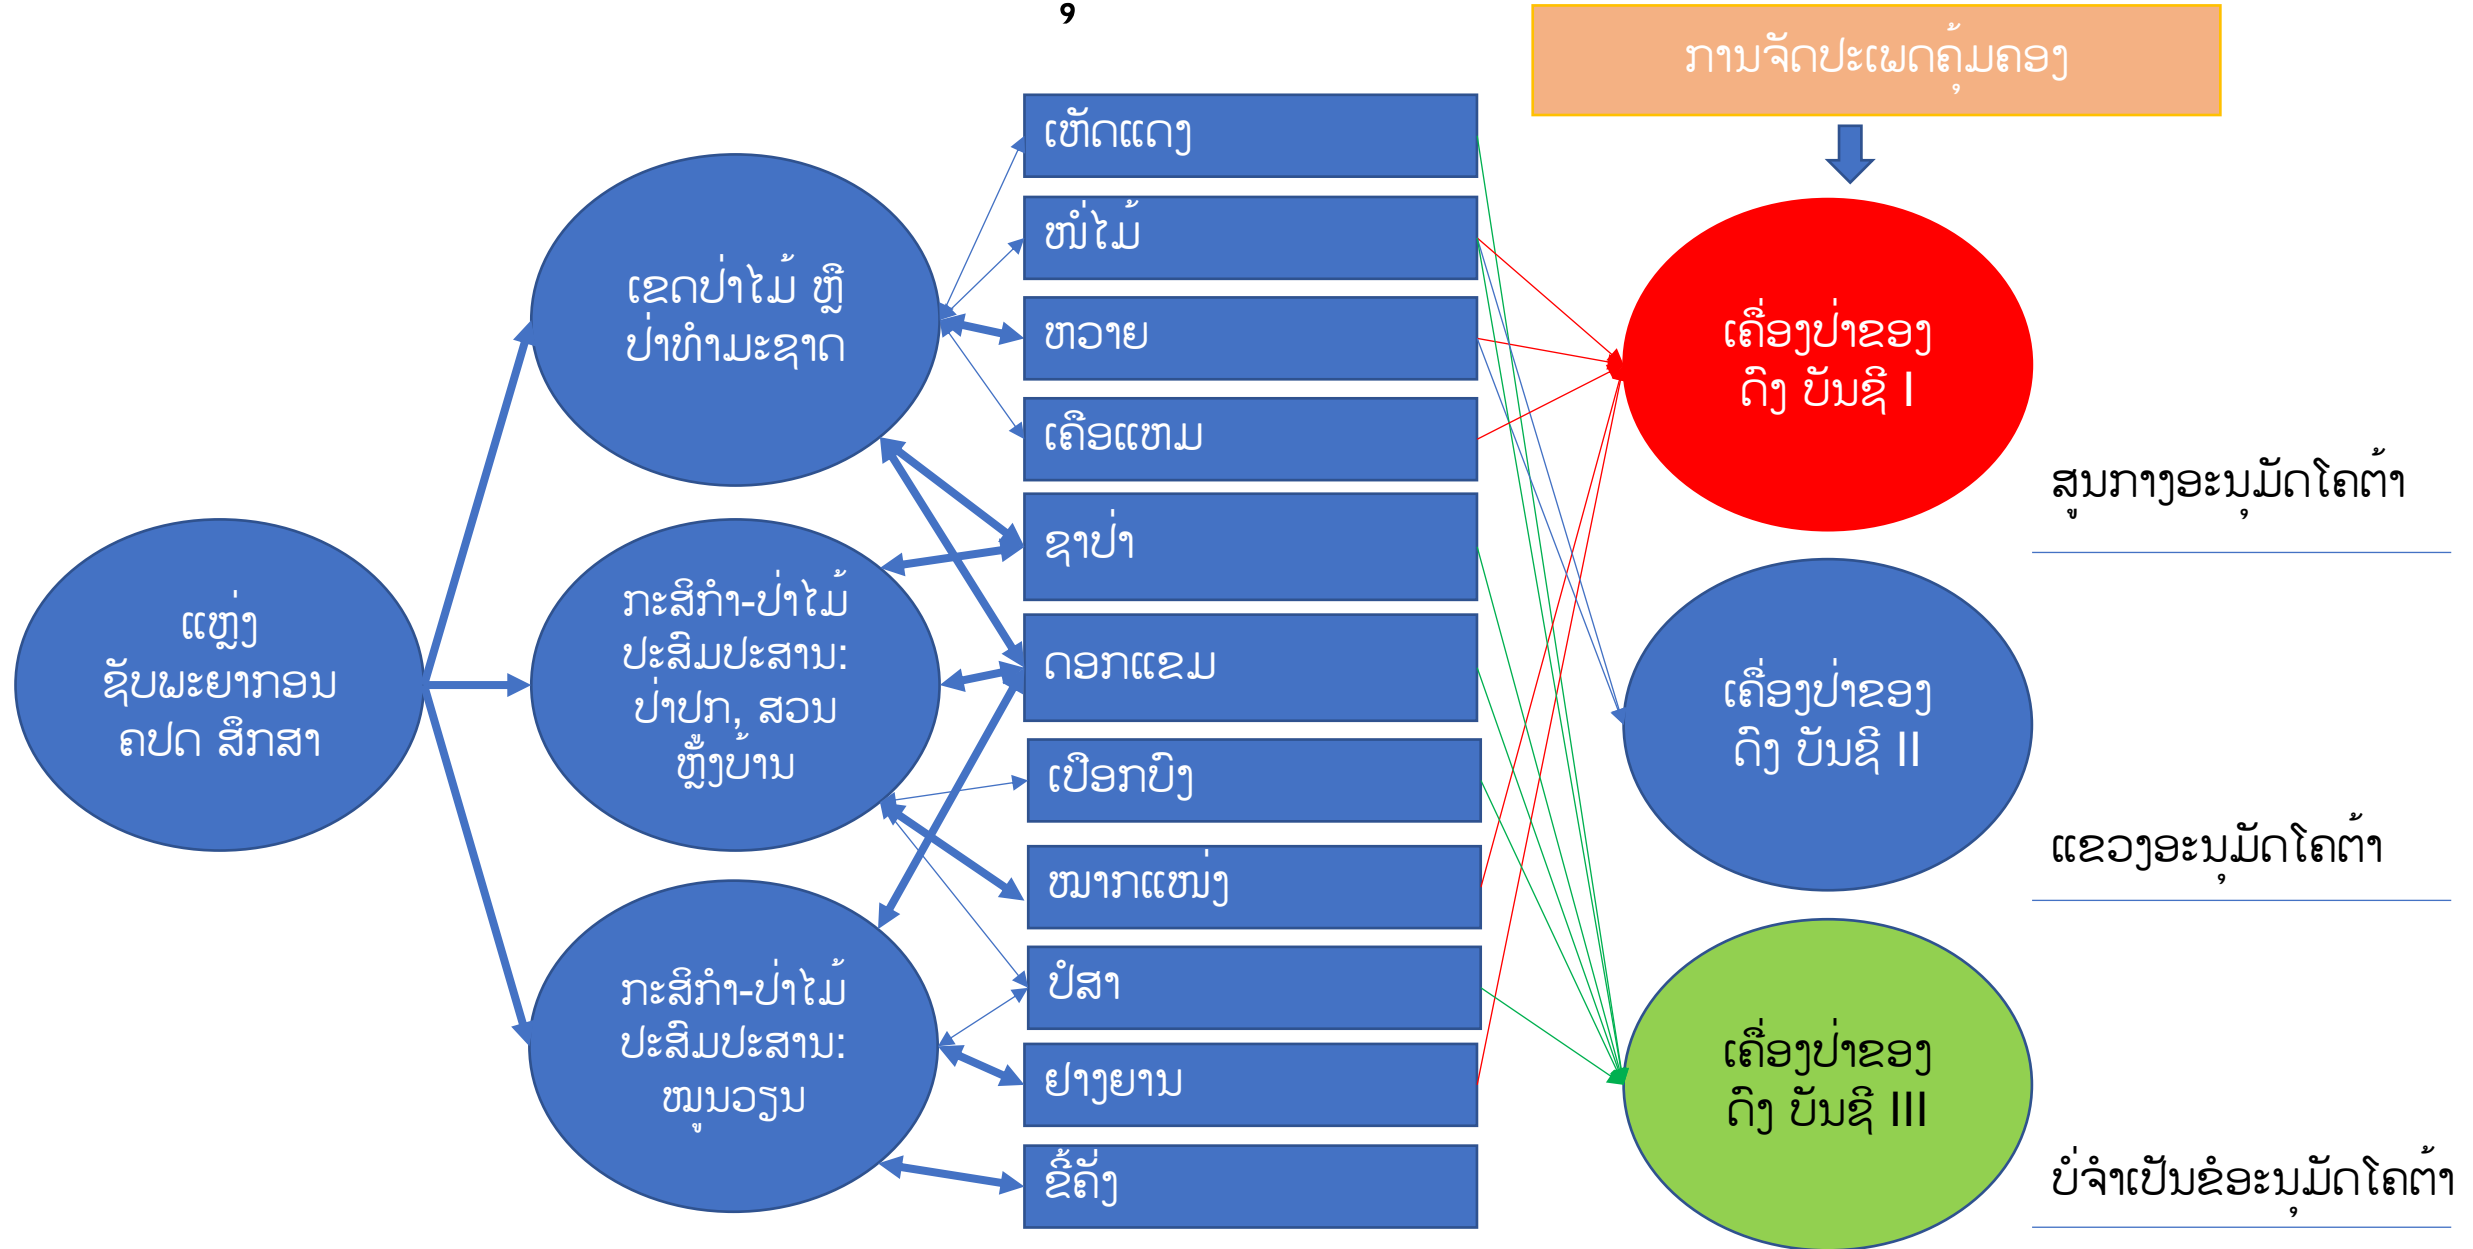 ການຈັດປະເພດຄຸ້ມຄອງ
ແຫຼ່ງ
ຊັບພະຍາກອນ
ຄປດ ສຶກສາ
ເຂດປ່າໄມ້ ຫຼື
ປ່າທຳມະຊາດ
ກະສິກຳ-ປ່າໄມ້
ປະສົມປະສານ:
ປ່າປູກ, ສວນ
ຫຼັງບ້ານ
ກະສິກຳ-ປ່າໄມ້
ປະສົມປະສານ:
ໝູນວຽນ
ເຫັດແດງ
ໜໍ່ໄມ້
ຫວາຍ
ເຄືອແຫມ
ຊາປ່າ
ດອກແຂມ
ເປືອກບົງ
ໝາກແໜ່ງ
ປໍສາ
ຢາງຍານ
ຂີ້ຄັ່ງ
ເຄື່ອງປ່າຂອງ
ດົງ ບັນຊີ I
ສູນກາງອະນຸມັດໂຄຕ້າ
ເຄື່ອງປ່າຂອງ
ດົງ ບັນຊີ II
ແຂວງອະນຸມັດໂຄຕ້າ
ເຄື່ອງປ່າຂອງ
ດົງ ບັນຊີ III
ບໍ່ຈຳເປັນຂໍອະນຸມັດໂຄຕ້າ